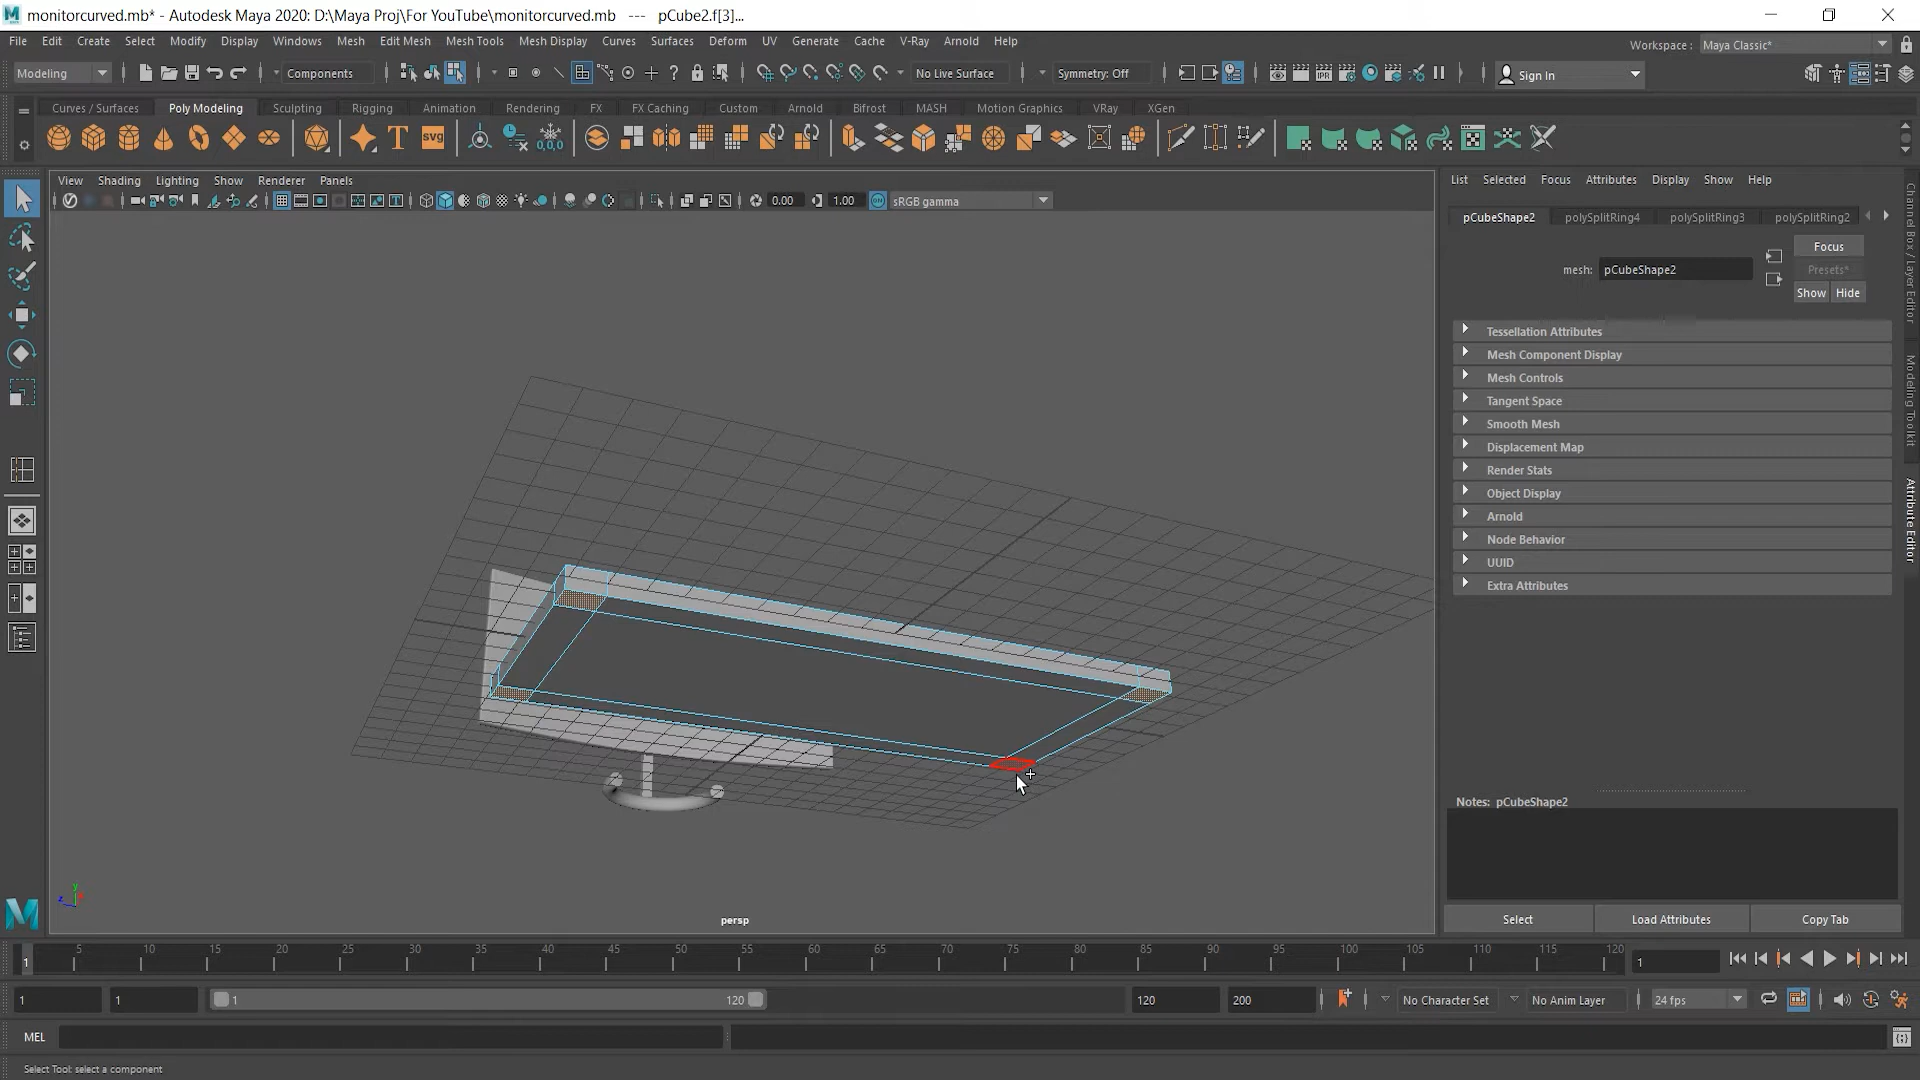 monitorcurved.mb* - Autodesk Maya 2020: D:\Maya Proj\For YouTube\monitorcurved.mb   ---   pCube2.f[3]...
File Edit Create Select Modify Display Windows Mesh Edit Mesh Mesh Tools Mesh Display Curves Surfaces Deform UV Generate Cache V-Ray Arnold Help
Workspace : Maya Classic*
Modeling Components No Live Surface Symmetry: Off Sign In
Curves / Surfaces Poly Modeling Sculpting Rigging Animation Rendering FX FX Caching Custom Arnold Bifrost MASH Motion Graphics VRay XGen
View Shading Lighting Show Renderer Panels
0.00 1.00 sRGB gamma
List Selected Focus Attributes Display Show Help
pCubeShape2 polySplitRing4 polySplitRing3 polySplitRing2
Focus
mesh: pCubeShape2
Presets*
Show Hide
Tessellation Attributes
Mesh Component Display
Mesh Controls
Tangent Space
Smooth Mesh
Displacement Map
Render Stats
Object Display
Arnold
Node Behavior
UUID
Extra Attributes
Notes: pCubeShape2
Select Load Attributes Copy Tab
Channel Box / Layer Editor
Modeling Toolkit
Attribute Editor
persp
1 5 10 15 20 25 30 35 40 45 50 55 60 65 70 75 80 85 90 95 100 105 110 115 120
1
1 1 1 120 120 200 No Character Set No Anim Layer 24 fps
MEL
Select Tool: select a component